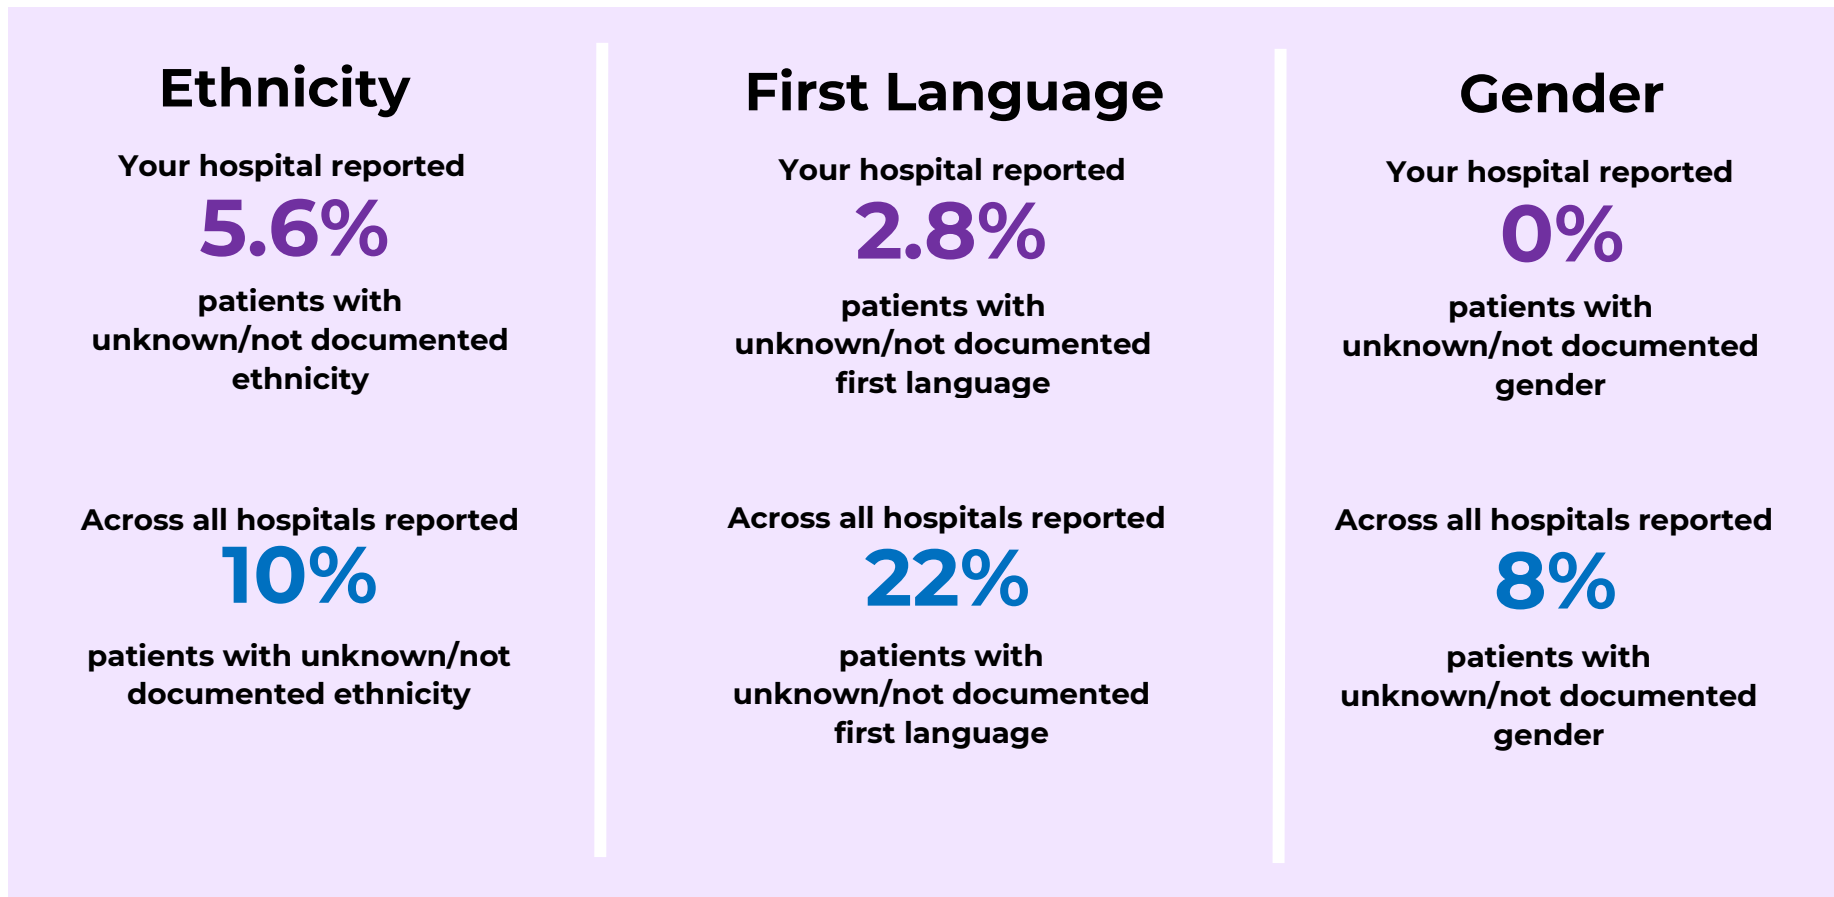 Ethnicity
Your hospital reported
5.6%
patients with
unknown/not documented
ethnicity
Across all hospitals reported
10%
patients with unknown/not
documented ethnicity
First Language
Your hospital reported
2.8%
patients with
unknown/not documented
first language
Across all hospitals reported
22%
patients with
unknown/not documented
first language
Gender
Your hospital reported
0%
patients with
unknown/not documented
gender
Across all hospitals reported
8%
patients with
unknown/not documented
gender